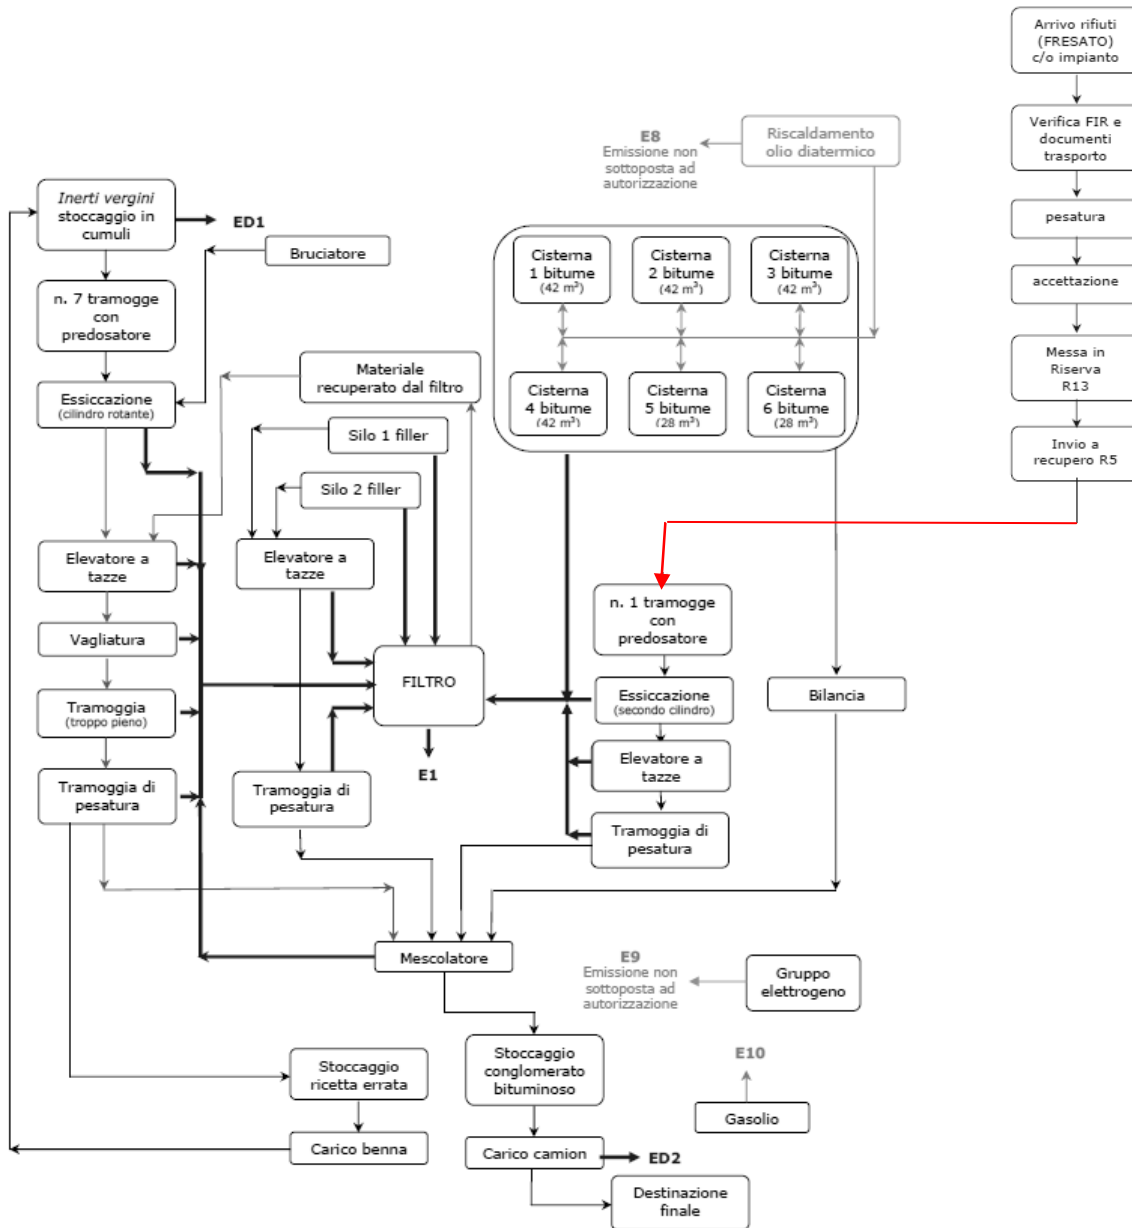 Arrivo rifiuti
(FRESATO)
c/o impianto
Verifica FIR e
documenti
trasporto
pesatura
accettazione
Messa in
Riserva
R13
Invio a
recupero R5
E8
Emissione non
sottoposta ad
autorizzazione
Riscaldamento
olio diatermico
Inerti vergini
stoccaggio in
cumuli
ED1
Bruciatore
n. 7 tramogge
con
predosatore
Cisterna
1 bitume
(42 m³)
Cisterna
2 bitume
(42 m³)
Cisterna
3 bitume
(42 m³)
Cisterna
4 bitume
(42 m³)
Cisterna
5 bitume
(28 m³)
Cisterna
6 bitume
(28 m³)
Essiccazione
(cilindro rotante)
Materiale
recuperato dal filtro
Silo 1 filler
Silo 2 filler
Elevatore a
tazze
Elevatore a
tazze
Vagliatura
Tramoggia
(troppo pieno)
Tramoggia di
pesatura
Tramoggia di
pesatura
FILTRO
E1
n. 1 tramogge
con
predosatore
Essiccazione
(secondo cilindro)
Elevatore a
tazze
Tramoggia di
pesatura
Bilancia
Mescolatore
E9
Emissione non
sottoposta ad
autorizzazione
Gruppo
elettrogeno
Stoccaggio
ricetta errata
Carico benna
Stoccaggio
conglomerato
bituminoso
Carico camion
ED2
Destinazione
finale
E10
Gasolio